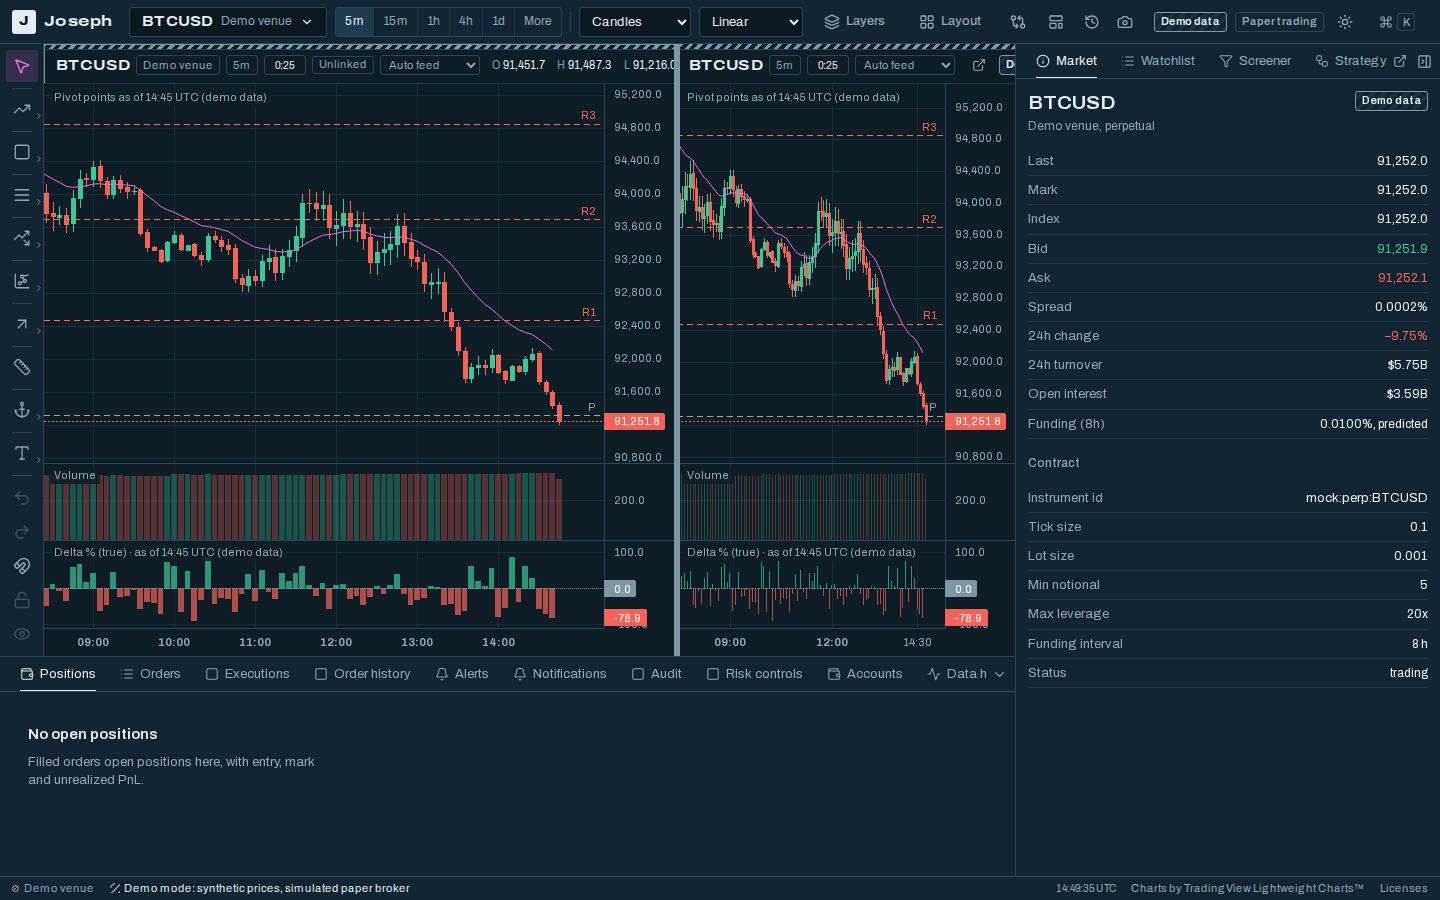 J Joseph BTCUSD Demo venue 5m 15m 1h 4h 1d More Candles Linear Layers Layout Demo data Paper trading ⌘ K
BTCUSD Demo venue 5m 0:25 Unlinked Auto feed O 91,451.7 H 91,487.3 L 91,216.0
Pivot points as of 14:45 UTC (demo data)
R3
R2
R1
P
95,200.0
94,800.0
94,400.0
94,000.0
93,600.0
93,200.0
92,800.0
92,400.0
92,000.0
91,600.0
91,251.8
90,800.0
Volume
200.0
Delta % (true) · as of 14:45 UTC (demo data)
100.0
0.0
-78.9
09:00 10:00 11:00 12:00 13:00 14:00
BTCUSD 5m 0:25 Auto feed
Pivot points as of 14:45 UTC (demo data)
R3
R2
R1
P
95,200.0
94,800.0
94,400.0
94,000.0
93,600.0
93,200.0
92,800.0
92,400.0
92,000.0
91,600.0
91,251.8
90,800.0
Volume
200.0
Delta % (true) · as of 14:45 UTC (demo data)
100.0
0.0
-78.9
09:00 12:00 14:30
Market Watchlist Screener Strategy
BTCUSD Demo data
Demo venue, perpetual
Last 91,252.0
Mark 91,252.0
Index 91,252.0
Bid 91,251.9
Ask 91,252.1
Spread 0.0002%
24h change −9.75%
24h turnover $5.75B
Open interest $3.59B
Funding (8h) 0.0100%, predicted
Contract
Instrument id mock:perp:BTCUSD
Tick size 0.1
Lot size 0.001
Min notional 5
Max leverage 20x
Funding interval 8 h
Status trading
Positions Orders Executions Order history Alerts Notifications Audit Risk controls Accounts Data h
No open positions
Filled orders open positions here, with entry, mark
and unrealized PnL.
Demo venue Demo mode: synthetic prices, simulated paper broker 14:49:35 UTC Charts by TradingView Lightweight Charts™ Licenses